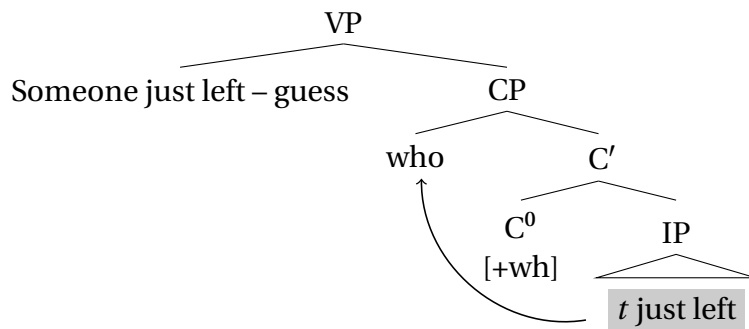 VP
Someone just left – guess CP
who C′
C⁰ IP
[+wh]
t just left